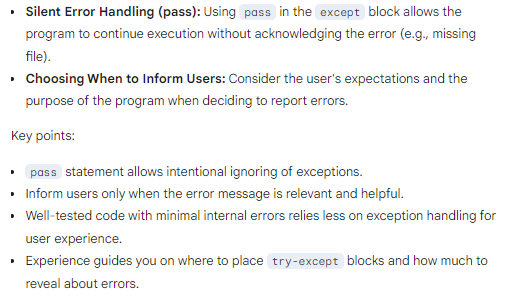 • Silent Error Handling (pass): Using pass in the except block allows the
program to continue execution without acknowledging the error (e.g., missing
file).
• Choosing When to Inform Users: Consider the user's expectations and the
purpose of the program when deciding to report errors.
Key points:
• pass statement allows intentional ignoring of exceptions.
• Inform users only when the error message is relevant and helpful.
• Well-tested code with minimal internal errors relies less on exception handling for
user experience.
• Experience guides you on where to place try-except blocks and how much to
reveal about errors.